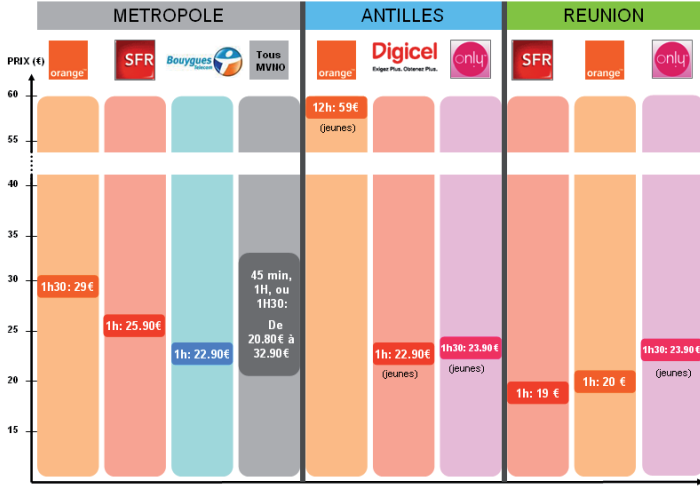 METROPOLE
ANTILLES
REUNION
PRIX (€)
orange™
SFR
Bouygues
Telecom
Tous
MVNO
orange™
Digicel
Exigez Plus. Obtenez Plus.
only
SFR
orange™
only
60
55
40
35
30
25
20
15
12h: 59€
(jeunes)
1h30: 29€
1h: 25.90€
1h: 22.90€
45 min,
1H, ou
1H30:
De
20.80€ à
32.90€
1h: 22.90€
(jeunes)
1h30: 23.90€
(jeunes)
1h: 19 €
1h: 20 €
1h30: 23.90€
(jeunes)